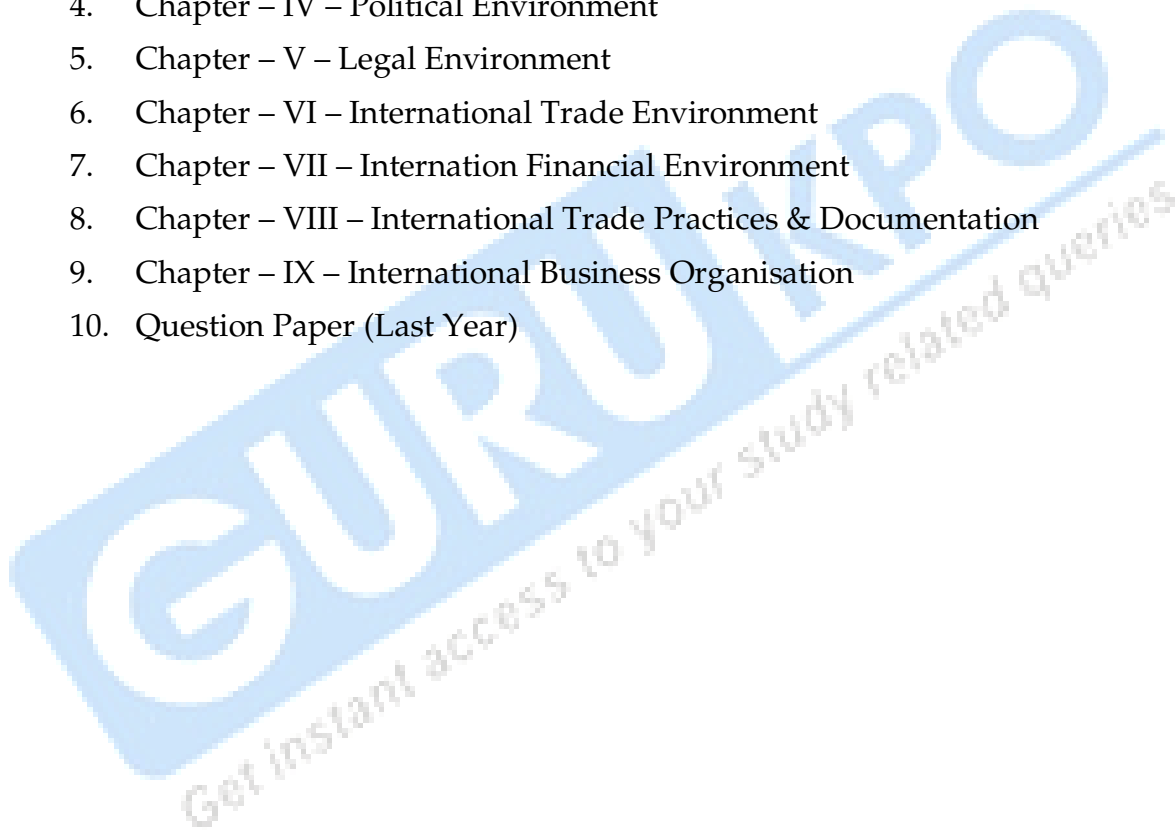 4. Chapter – IV – Political Environment
5. Chapter – V – Legal Environment
6. Chapter – VI – International Trade Environment
7. Chapter – VII – Internation Financial Environment
8. Chapter – VIII – International Trade Practices & Documentation
9. Chapter – IX – International Business Organisation
10. Question Paper (Last Year)
GURUKPO
Get instant access to your study related queries